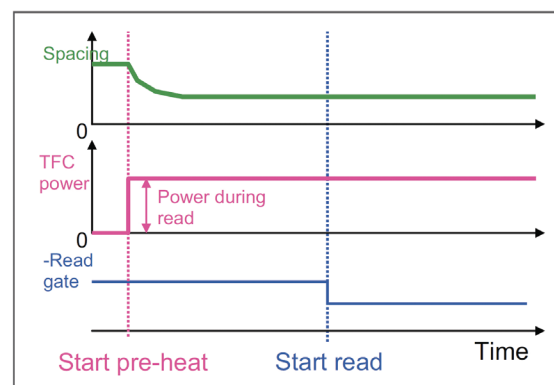 Spacing
0
TFC
power
Power during
read
0
-Read
gate
Time
Start pre-heat
Start read